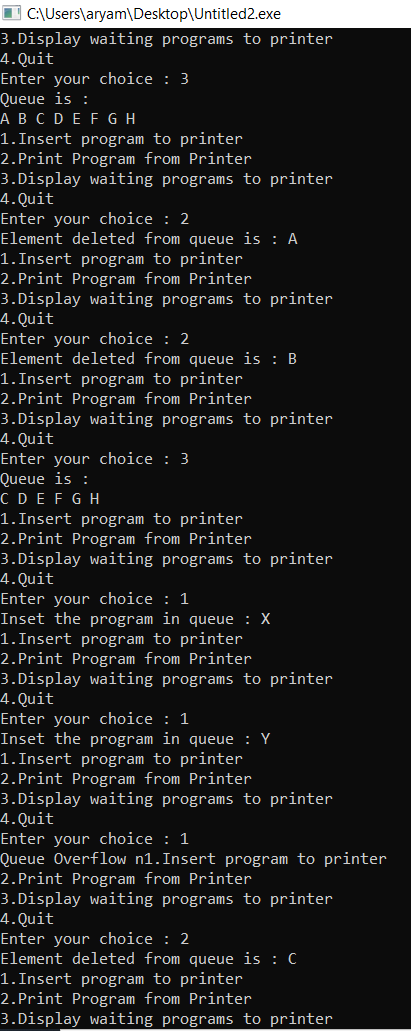 C:\Users\aryam\Desktop\Untitled2.exe
3.Display waiting programs to printer
4.Quit
Enter your choice : 3
Queue is :
A B C D E F G H
1.Insert program to printer
2.Print Program from Printer
3.Display waiting programs to printer
4.Quit
Enter your choice : 2
Element deleted from queue is : A
1.Insert program to printer
2.Print Program from Printer
3.Display waiting programs to printer
4.Quit
Enter your choice : 2
Element deleted from queue is : B
1.Insert program to printer
2.Print Program from Printer
3.Display waiting programs to printer
4.Quit
Enter your choice : 3
Queue is :
C D E F G H
1.Insert program to printer
2.Print Program from Printer
3.Display waiting programs to printer
4.Quit
Enter your choice : 1
Inset the program in queue : X
1.Insert program to printer
2.Print Program from Printer
3.Display waiting programs to printer
4.Quit
Enter your choice : 1
Inset the program in queue : Y
1.Insert program to printer
2.Print Program from Printer
3.Display waiting programs to printer
4.Quit
Enter your choice : 1
Queue Overflow n1.Insert program to printer
2.Print Program from Printer
3.Display waiting programs to printer
4.Quit
Enter your choice : 2
Element deleted from queue is : C
1.Insert program to printer
2.Print Program from Printer
3.Display waiting programs to printer